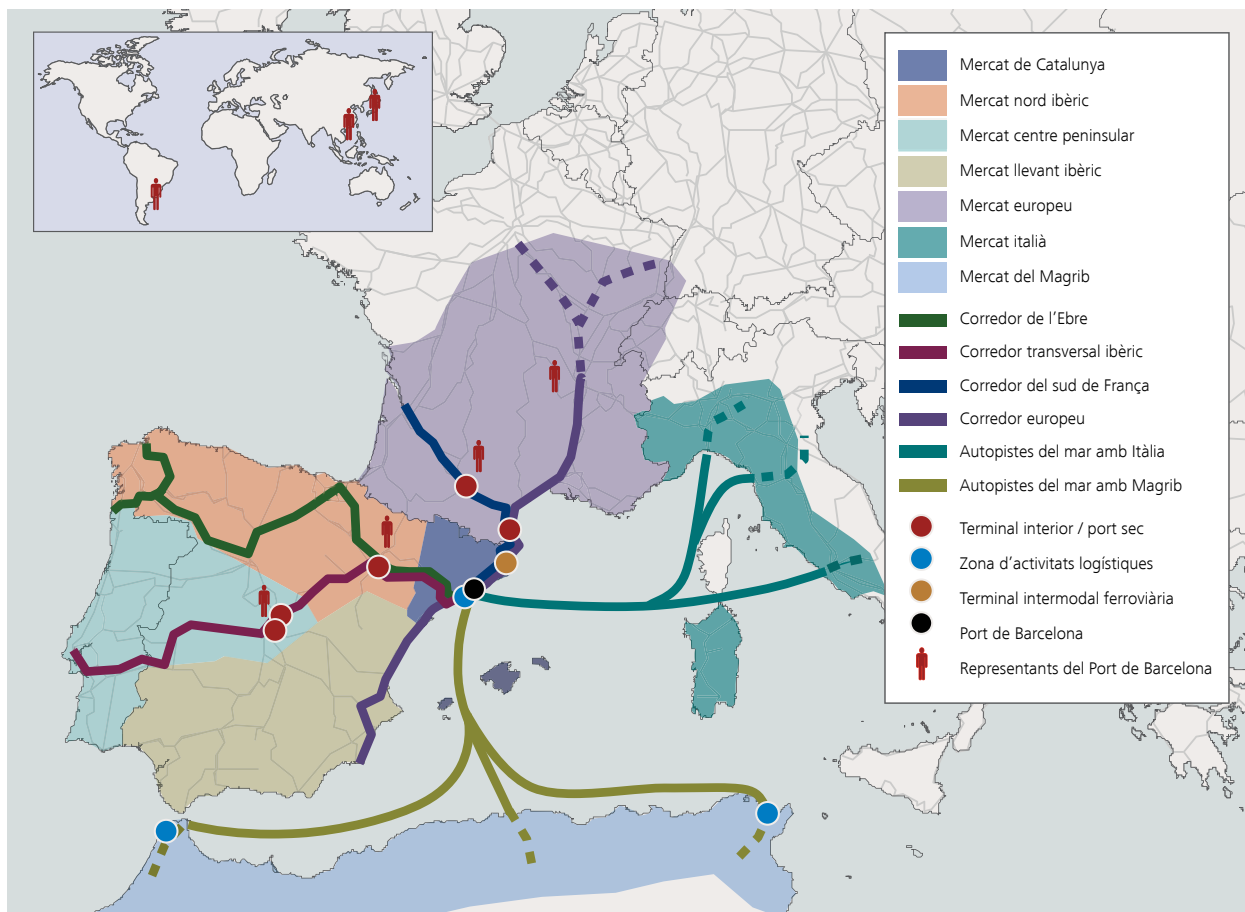 Mercat de Catalunya
Mercat nord ibèric
Mercat centre peninsular
Mercat llevant ibèric
Mercat europeu
Mercat italià
Mercat del Magrib
Corredor de l’Ebre
Corredor transversal ibèric
Corredor del sud de França
Corredor europeu
Autopistes del mar amb Itàlia
Autopistes del mar amb Magrib
Terminal interior / port sec
Zona d’activitats logístiques
Terminal intermodal ferroviària
Port de Barcelona
Representants del Port de Barcelona